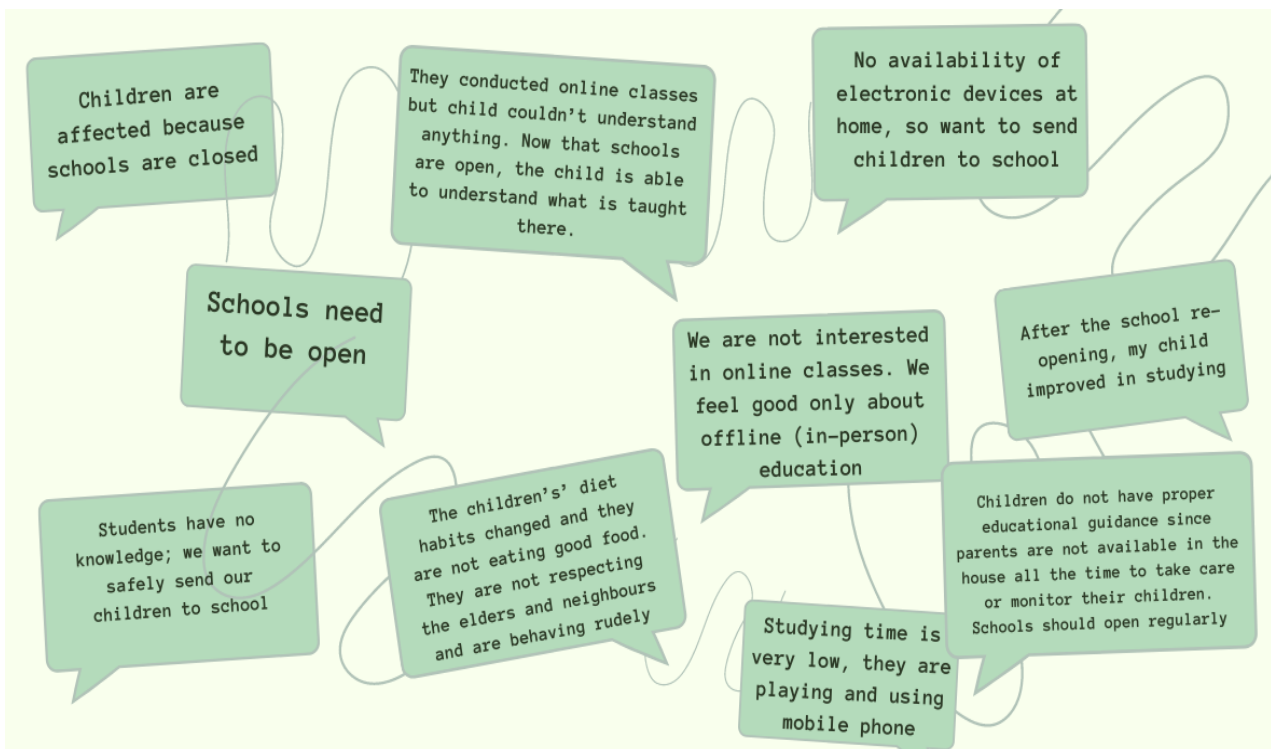 Children are
affected because
schools are closed
They conducted online classes
but child couldn't understand
anything. Now that schools
are open, the child is able
to understand what is taught
there.
No availability of
electronic devices at
home, so want to send
children to school
Schools need
to be open
We are not interested
in online classes. We
feel good only about
offline (in-person)
education
After the school re-
opening, my child
improved in studying
Students have no
knowledge; we want to
safely send our
children to school
The children's' diet
habits changed and they
are not eating good food.
They are not respecting
the elders and neighbours
and are behaving rudely
Studying time is
very low, they are
playing and using
mobile phone
Children do not have proper
educational guidance since
parents are not available in the
house all the time to take care
or monitor their children.
Schools should open regularly